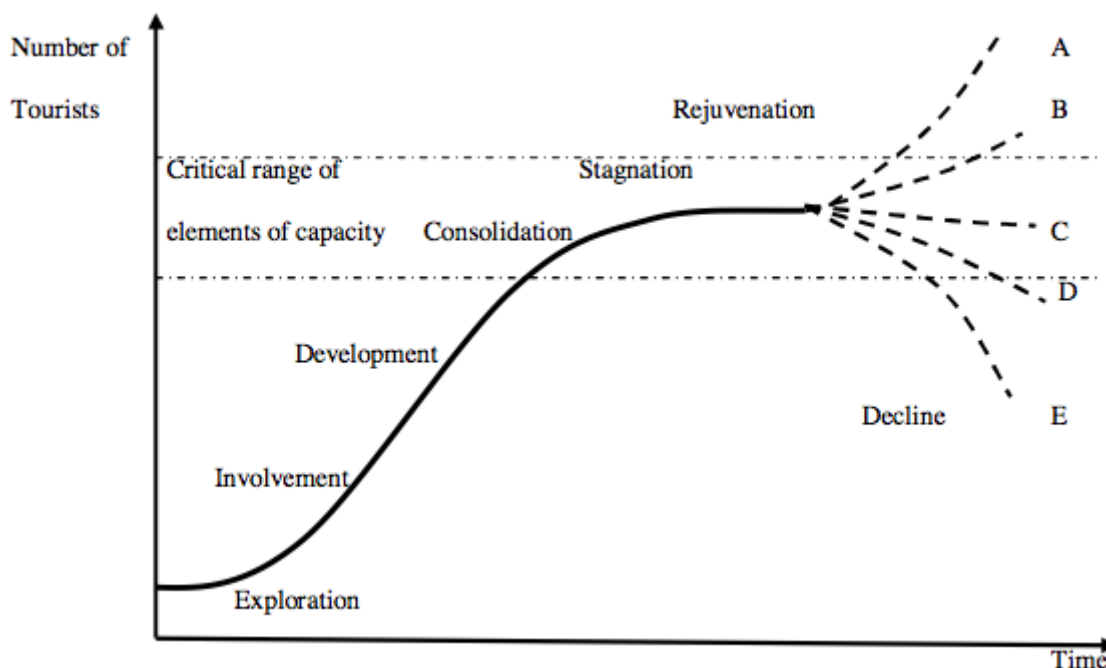 Number of
Tourists
A
Rejuvenation
B
Critical range of
Stagnation
elements of capacity
Consolidation
C
D
Development
Decline
E
Involvement
Exploration
Time